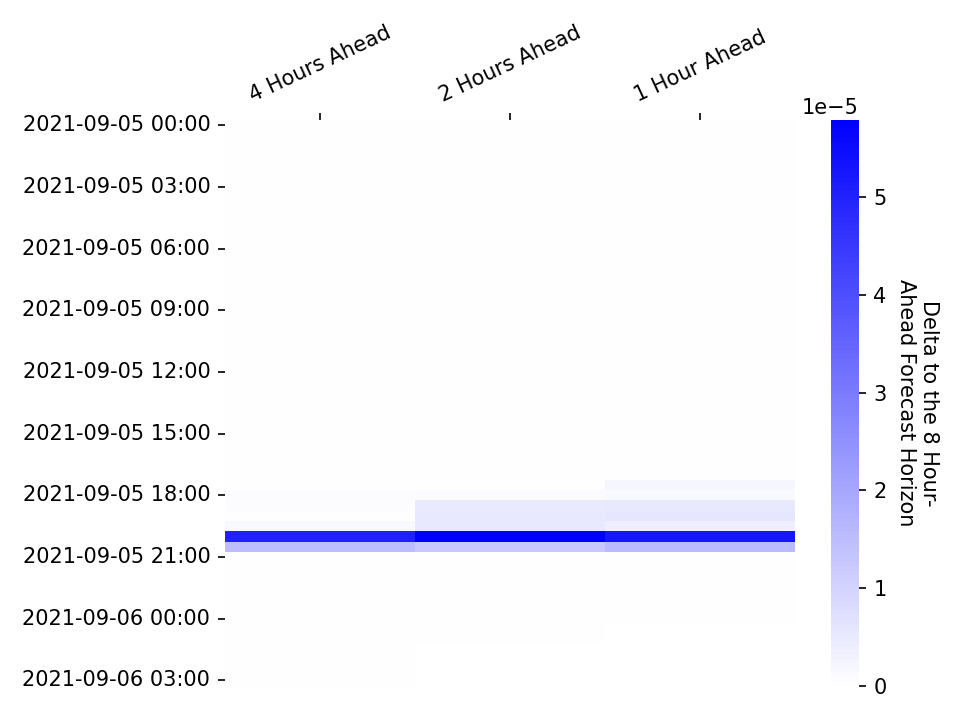 4 Hours Ahead
2 Hours Ahead
1 Hour Ahead
1e−5
2021-09-05 00:00
2021-09-05 03:00
2021-09-05 06:00
2021-09-05 09:00
2021-09-05 12:00
2021-09-05 15:00
2021-09-05 18:00
2021-09-05 21:00
2021-09-06 00:00
2021-09-06 03:00
5
4
3
2
1
0
Delta to the 8 Hour-
Ahead Forecast Horizon